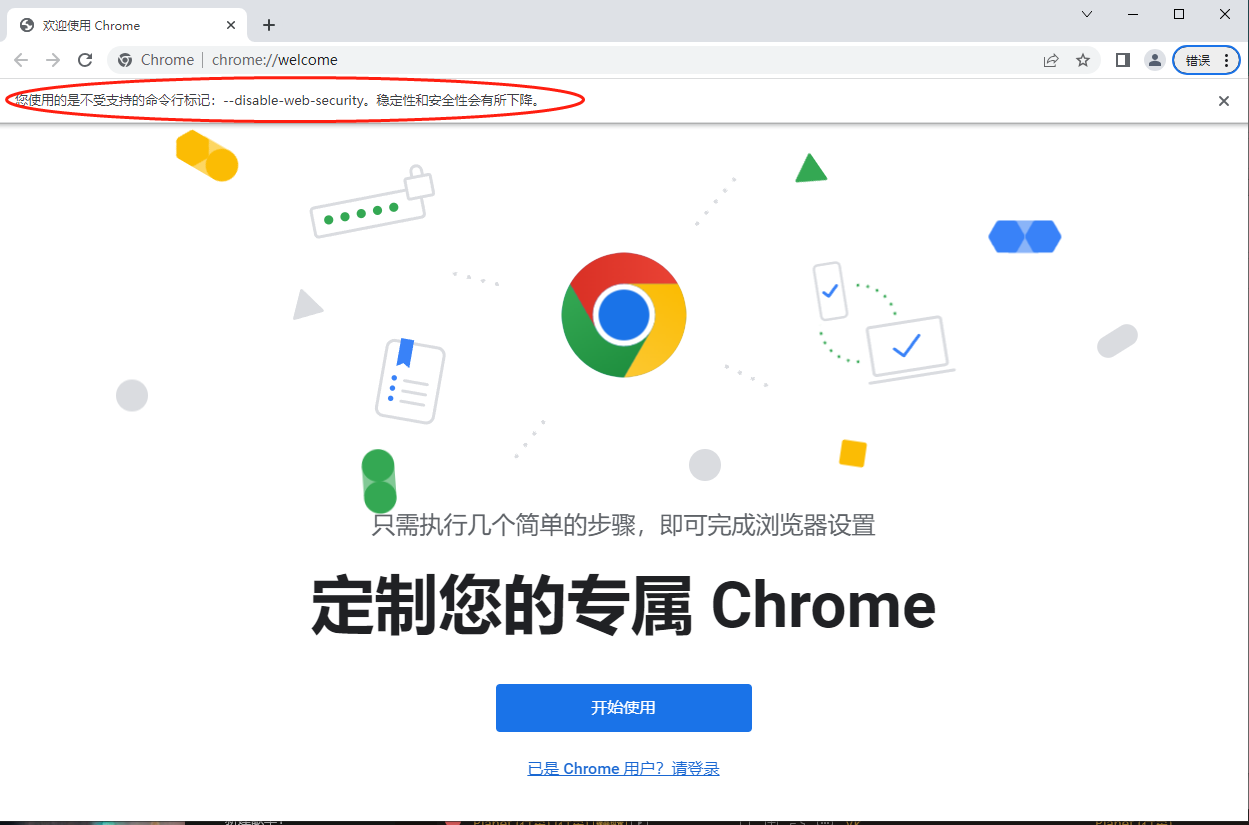 欢迎使用 Chrome
Chrome
chrome://welcome
错误
您使用的是不受支持的命令行标记：--disable-web-security。稳定性和安全性会有所下降。
只需执行几个简单的步骤，即可完成浏览器设置
定制您的专属 Chrome
开始使用
已是 Chrome 用户？请登录